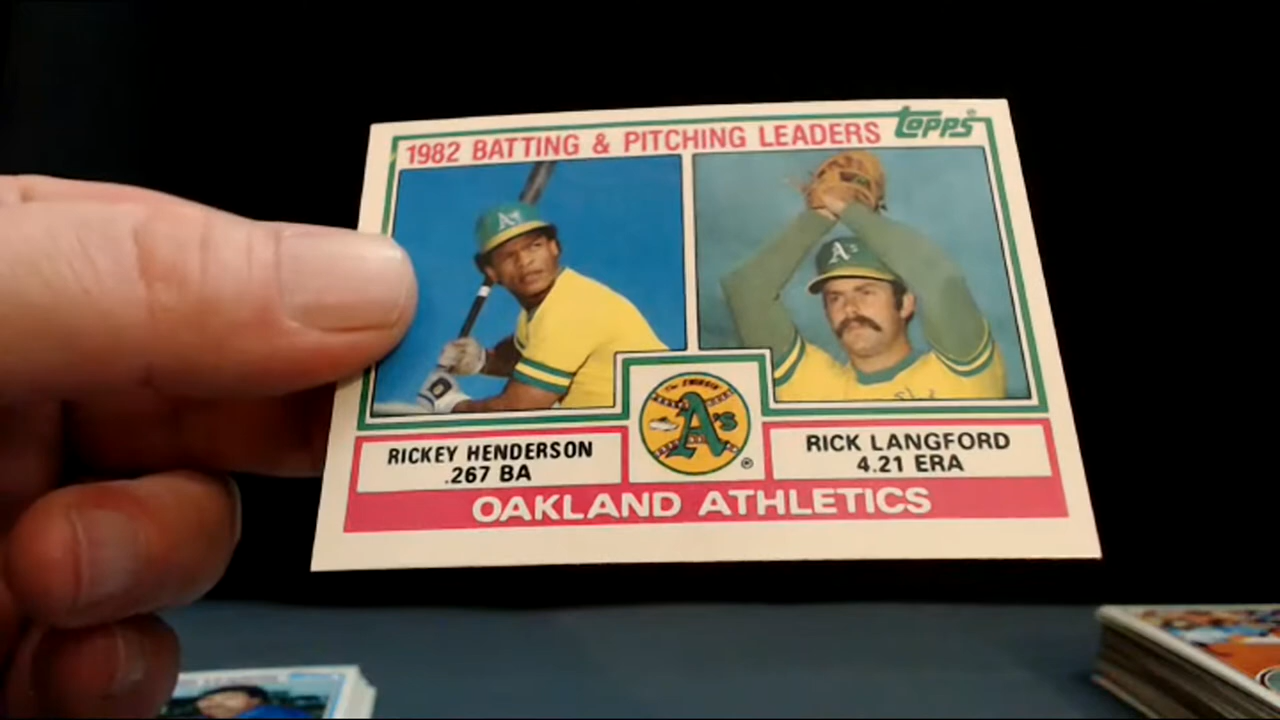 topps
1982 BATTING & PITCHING LEADERS
A's
A's
A's
RICKEY HENDERSON
.267 BA
RICK LANGFORD
4.21 ERA
OAKLAND ATHLETICS